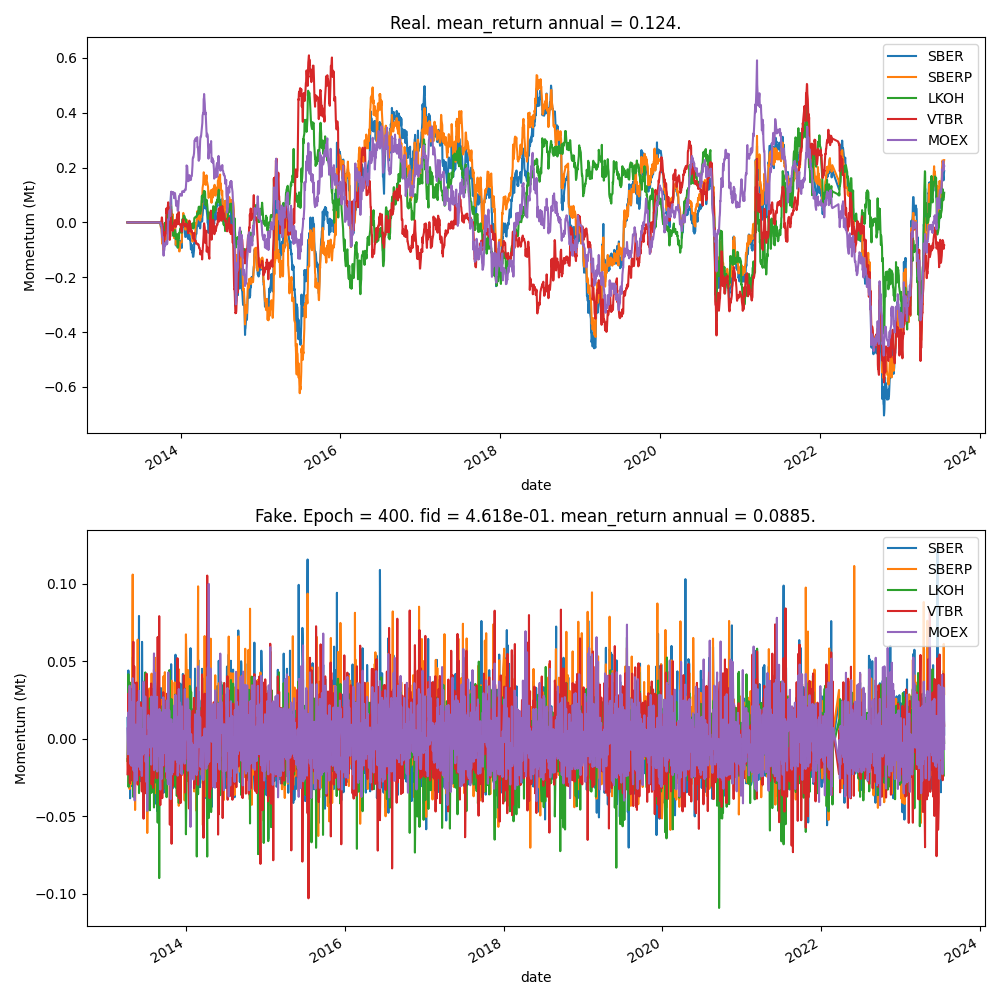 Real. mean_return annual = 0.124.
Momentum (Mt)
0.6
0.4
0.2
0.0
−0.2
−0.4
−0.6
SBER
SBERP
LKOH
VTBR
MOEX
2014
2016
2018
2020
2022
2024
date
Fake. Epoch = 400. fid = 4.618e-01. mean_return annual = 0.0885.
Momentum (Mt)
0.10
0.05
0.00
−0.05
−0.10
SBER
SBERP
LKOH
VTBR
MOEX
2014
2016
2018
2020
2022
2024
date